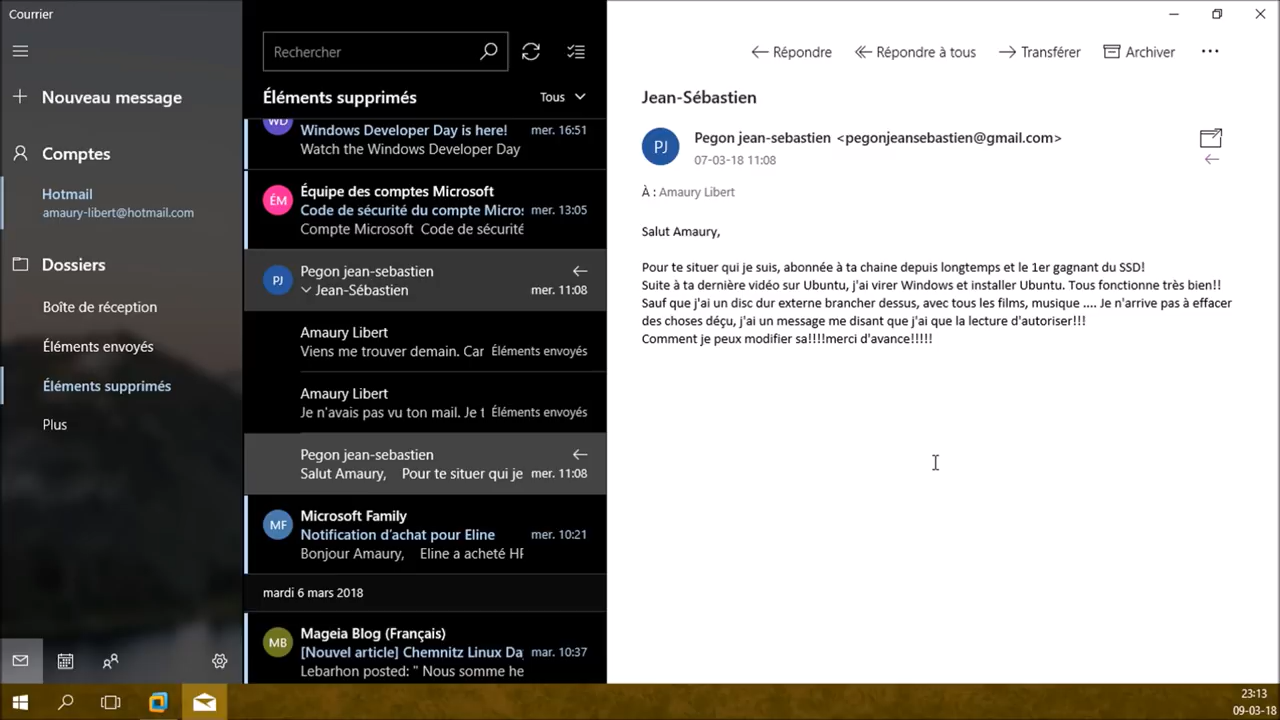 Courrier
Nouveau message
Comptes
Hotmail
amaury-libert@hotmail.com
Dossiers
Boîte de réception
Éléments envoyés
Éléments supprimés
Plus
Rechercher
Éléments supprimés
Tous
WD
Windows Developer Day is here!
mer. 16:51
Watch the Windows Developer Day
ÉM
Équipe des comptes Microsoft
Code de sécurité du compte Micros
mer. 13:05
Compte Microsoft Code de sécurité
PJ
Pegon jean-sebastien
Jean-Sébastien
mer. 11:08
Amaury Libert
Viens me trouver demain. Car
Éléments envoyés
Amaury Libert
Je n'avais pas vu ton mail. Je t
Éléments envoyés
Pegon jean-sebastien
Salut Amaury, Pour te situer qui je
mer. 11:08
MF
Microsoft Family
Notification d'achat pour Eline
mer. 10:21
Bonjour Amaury, Eline a acheté HF
mardi 6 mars 2018
MB
Mageia Blog (Français)
[Nouvel article] Chemnitz Linux Da
mar. 10:37
Lebarhon posted: " Nous somme he
Répondre
Répondre à tous
Transférer
Archiver
Jean-Sébastien
PJ
Pegon jean-sebastien <pegonjeansebastien@gmail.com>
07-03-18 11:08
À : Amaury Libert
Salut Amaury,
Pour te situer qui je suis, abonnée à ta chaine depuis longtemps et le 1er gagnant du SSD!
Suite à ta dernière vidéo sur Ubuntu, j'ai virer Windows et installer Ubuntu. Tous fonctionne très bien!!
Sauf que j'ai un disc dur externe brancher dessus, avec tous les films, musique .... Je n'arrive pas à effacer
des choses déçu, j'ai un message me disant que j'ai que la lecture d'autoriser!!!
Comment je peux modifier sa!!!!merci d'avance!!!!!
23:13
09-03-18